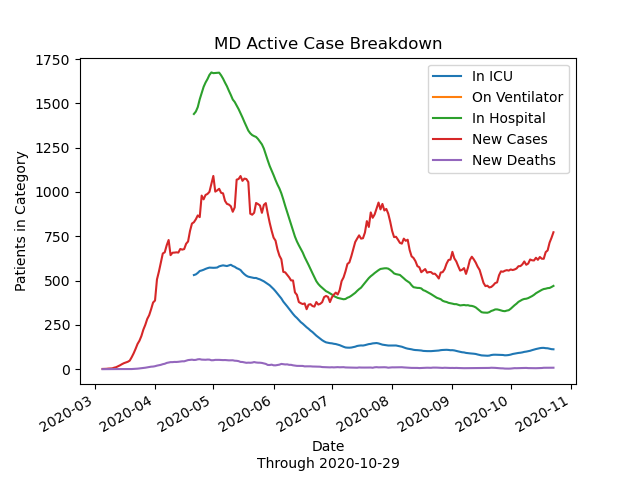 MD Active Case Breakdown
Patients in Category
1750
1500
1250
1000
750
500
250
0
In ICU
On Ventilator
In Hospital
New Cases
New Deaths
2020-03
2020-04
2020-05
2020-06
2020-07
2020-08
2020-09
2020-10
2020-11
Date
Through 2020-10-29